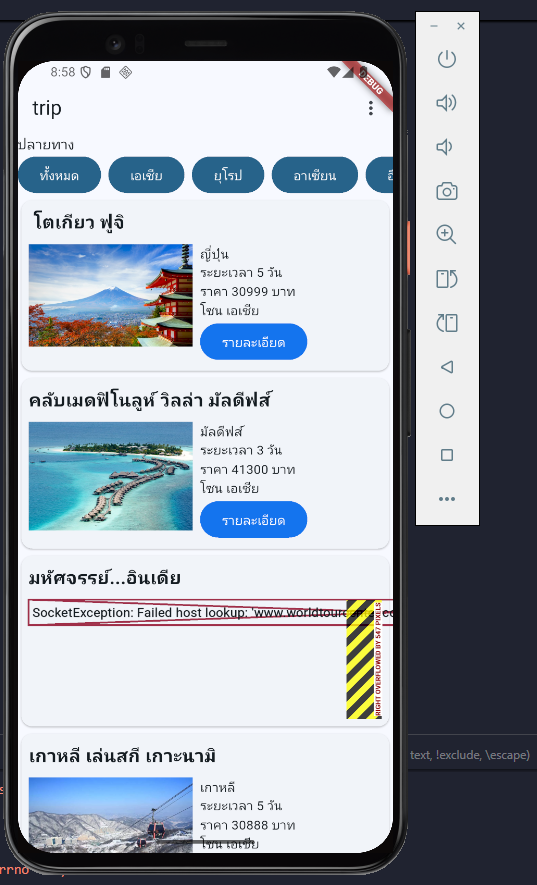 8:58
DEBUG
trip
ปลายทาง
ทั้งหมด เอเชีย ยุโรป อาเซียน
โตเกียว ฟูจิ
ญี่ปุ่น
ระยะเวลา 5 วัน
ราคา 30999 บาท
โซน เอเชีย
รายละเอียด
คลับเมดฟิโนลูห์ วิลล่า มัลดีฟส์
มัลดีฟส์
ระยะเวลา 3 วัน
ราคา 41300 บาท
โซน เอเชีย
รายละเอียด
มหัศจรรย์...อินเดีย
SocketException: Failed host lookup: 'www.worldtour
RIGHT OVERFLOWED BY 547 PIXELS
เกาหลี เล่นสกี เกาะนามิ
เกาหลี
ระยะเวลา 5 วัน
ราคา 30888 บาท
โซน เอเชีย
text, !exclude, \escape)